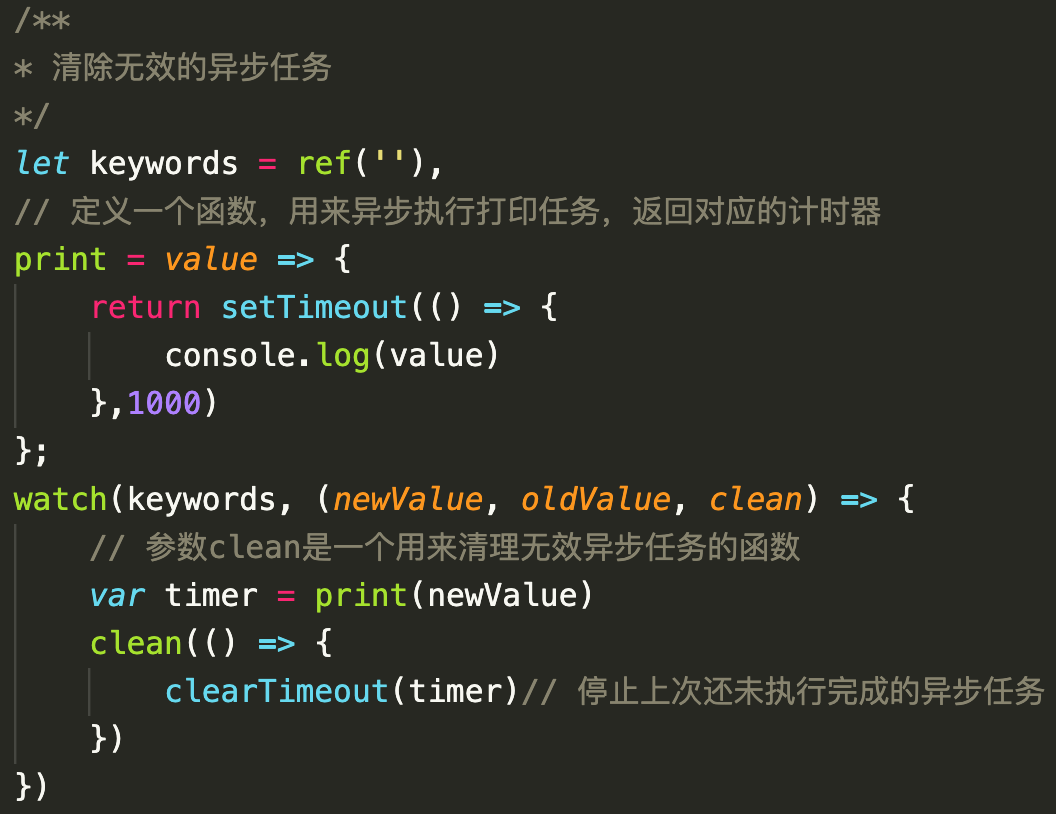 /**
* 清除无效的异步任务
*/
let keywords = ref(''),
// 定义一个函数，用来异步执行打印任务，返回对应的计时器
print = value => {
    return setTimeout(() => {
        console.log(value)
    },1000)
};
watch(keywords, (newValue, oldValue, clean) => {
    // 参数clean是一个用来清理无效异步任务的函数
    var timer = print(newValue)
    clean(() => {
        clearTimeout(timer)// 停止上次还未执行完成的异步任务
    })
})